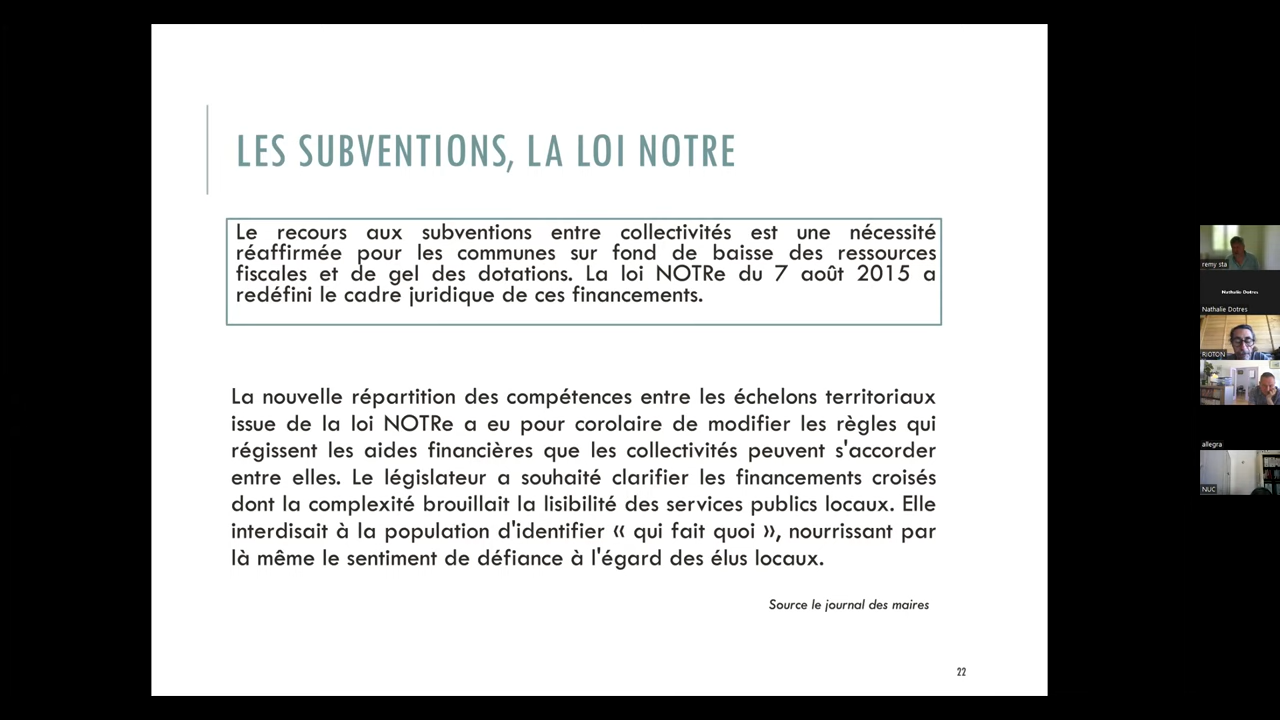 LES SUBVENTIONS, LA LOI NOTRE
Le recours aux subventions entre collectivités est une nécessité
réaffirmée pour les communes sur fond de baisse des ressources
fiscales et de gel des dotations. La loi NOTRe du 7 août 2015 a
redéfini le cadre juridique de ces financements.
La nouvelle répartition des compétences entre les échelons territoriaux
issue de la loi NOTRe a eu pour corolaire de modifier les règles qui
régissent les aides financières que les collectivités peuvent s'accorder
entre elles. Le législateur a souhaité clarifier les financements croisés
dont la complexité brouillait la lisibilité des services publics locaux. Elle
interdisait à la population d'identifier « qui fait quoi », nourrissant par
là même le sentiment de défiance à l'égard des élus locaux.
Source le journal des maires
22
remy sta
Nathalie Dotres
Nathalie Dotres
RIOTON
allegra
NUC